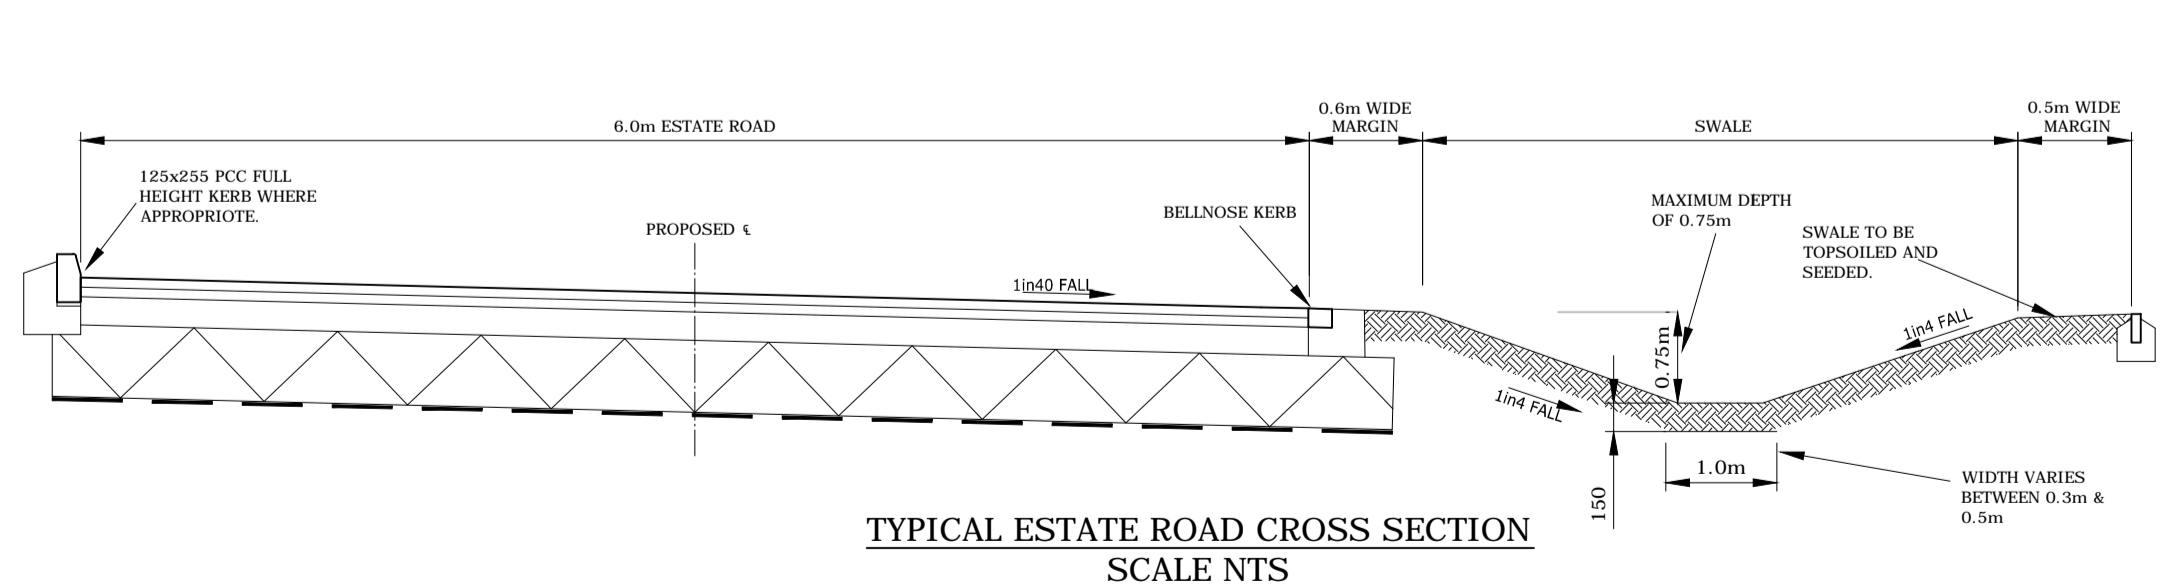 6.0m ESTATE ROAD
0.6m WIDE
MARGIN
SWALE
0.5m WIDE
MARGIN
125x255 PCC FULL
HEIGHT KERB WHERE
APPROPRIOTE.
PROPOSED ℄
BELLNOSE KERB
MAXIMUM DEPTH
OF 0.75m
SWALE TO BE
TOPSOILED AND
SEEDED.
1in40 FALL
1in4 FALL
0.75m
1in4 FALL
1.0m
150
WIDTH VARIES
BETWEEN 0.3m &
0.5m
TYPICAL ESTATE ROAD CROSS SECTION
SCALE NTS